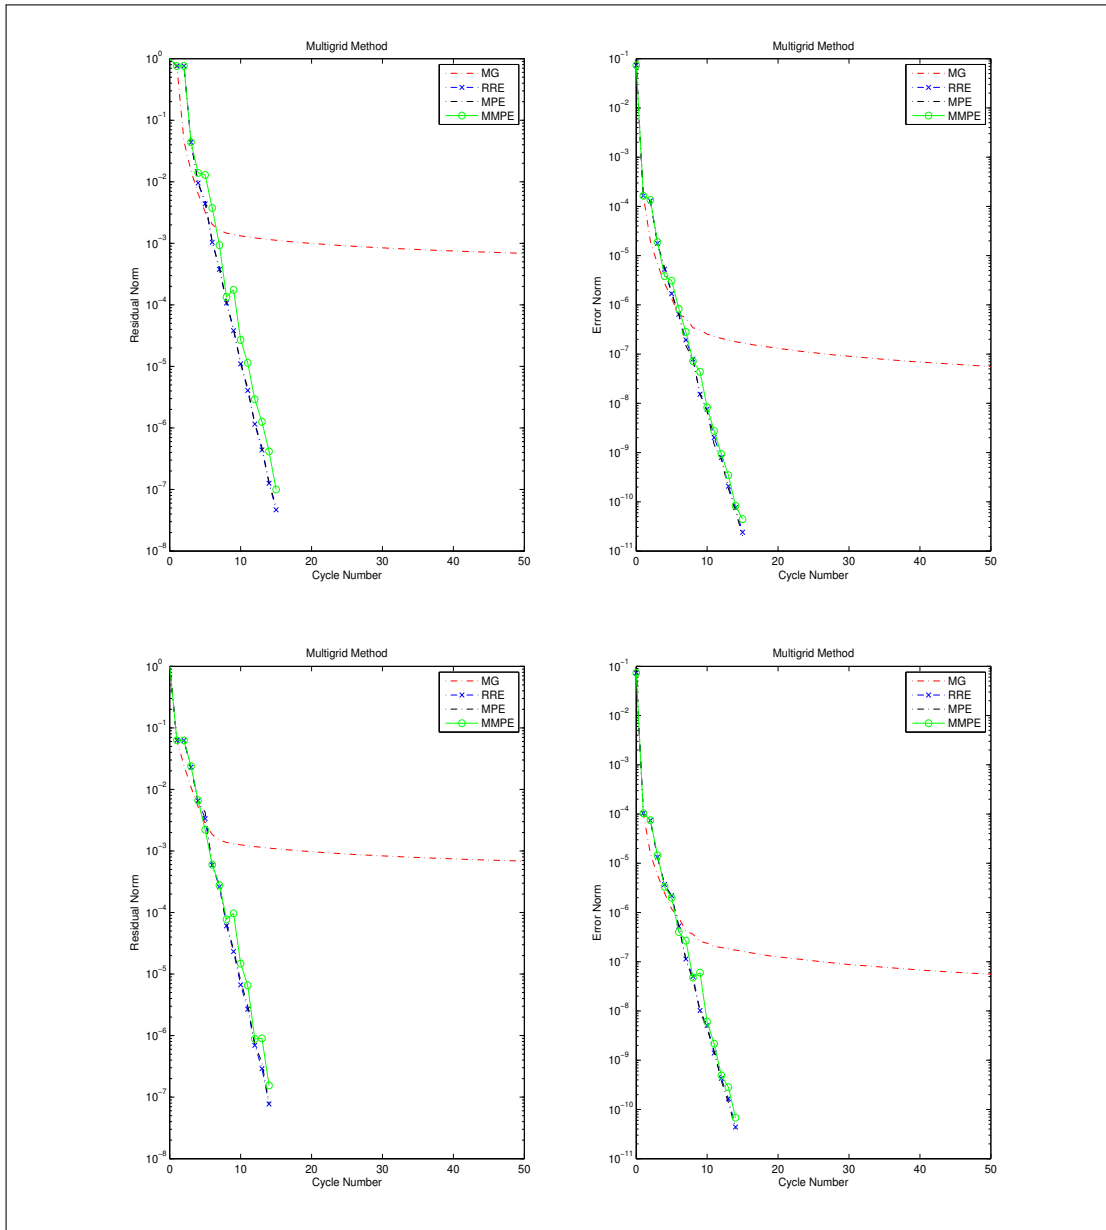 Multigrid Method
10^0
10^-1
10^-2
10^-3
10^-4
10^-5
10^-6
10^-7
10^-8
Residual Norm
0 10 20 30 40 50
Cycle Number
MG
RRE
MPE
MMPE
Multigrid Method
10^-1
10^-2
10^-3
10^-4
10^-5
10^-6
10^-7
10^-8
10^-9
10^-10
10^-11
Error Norm
0 10 20 30 40 50
Cycle Number
MG
RRE
MPE
MMPE
Multigrid Method
10^0
10^-1
10^-2
10^-3
10^-4
10^-5
10^-6
10^-7
10^-8
Residual Norm
0 10 20 30 40 50
Cycle Number
MG
RRE
MPE
MMPE
Multigrid Method
10^-1
10^-2
10^-3
10^-4
10^-5
10^-6
10^-7
10^-8
10^-9
10^-10
10^-11
Error Norm
0 10 20 30 40 50
Cycle Number
MG
RRE
MPE
MMPE